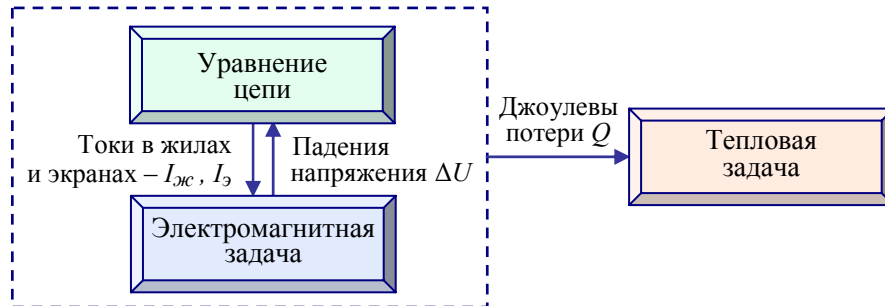 Уравнение
цепи
Токи в жилах
и экранах – Iж , Iэ
Падения
напряжения ΔU
Электромагнитная
задача
Джоулевы
потери Q
Тепловая
задача